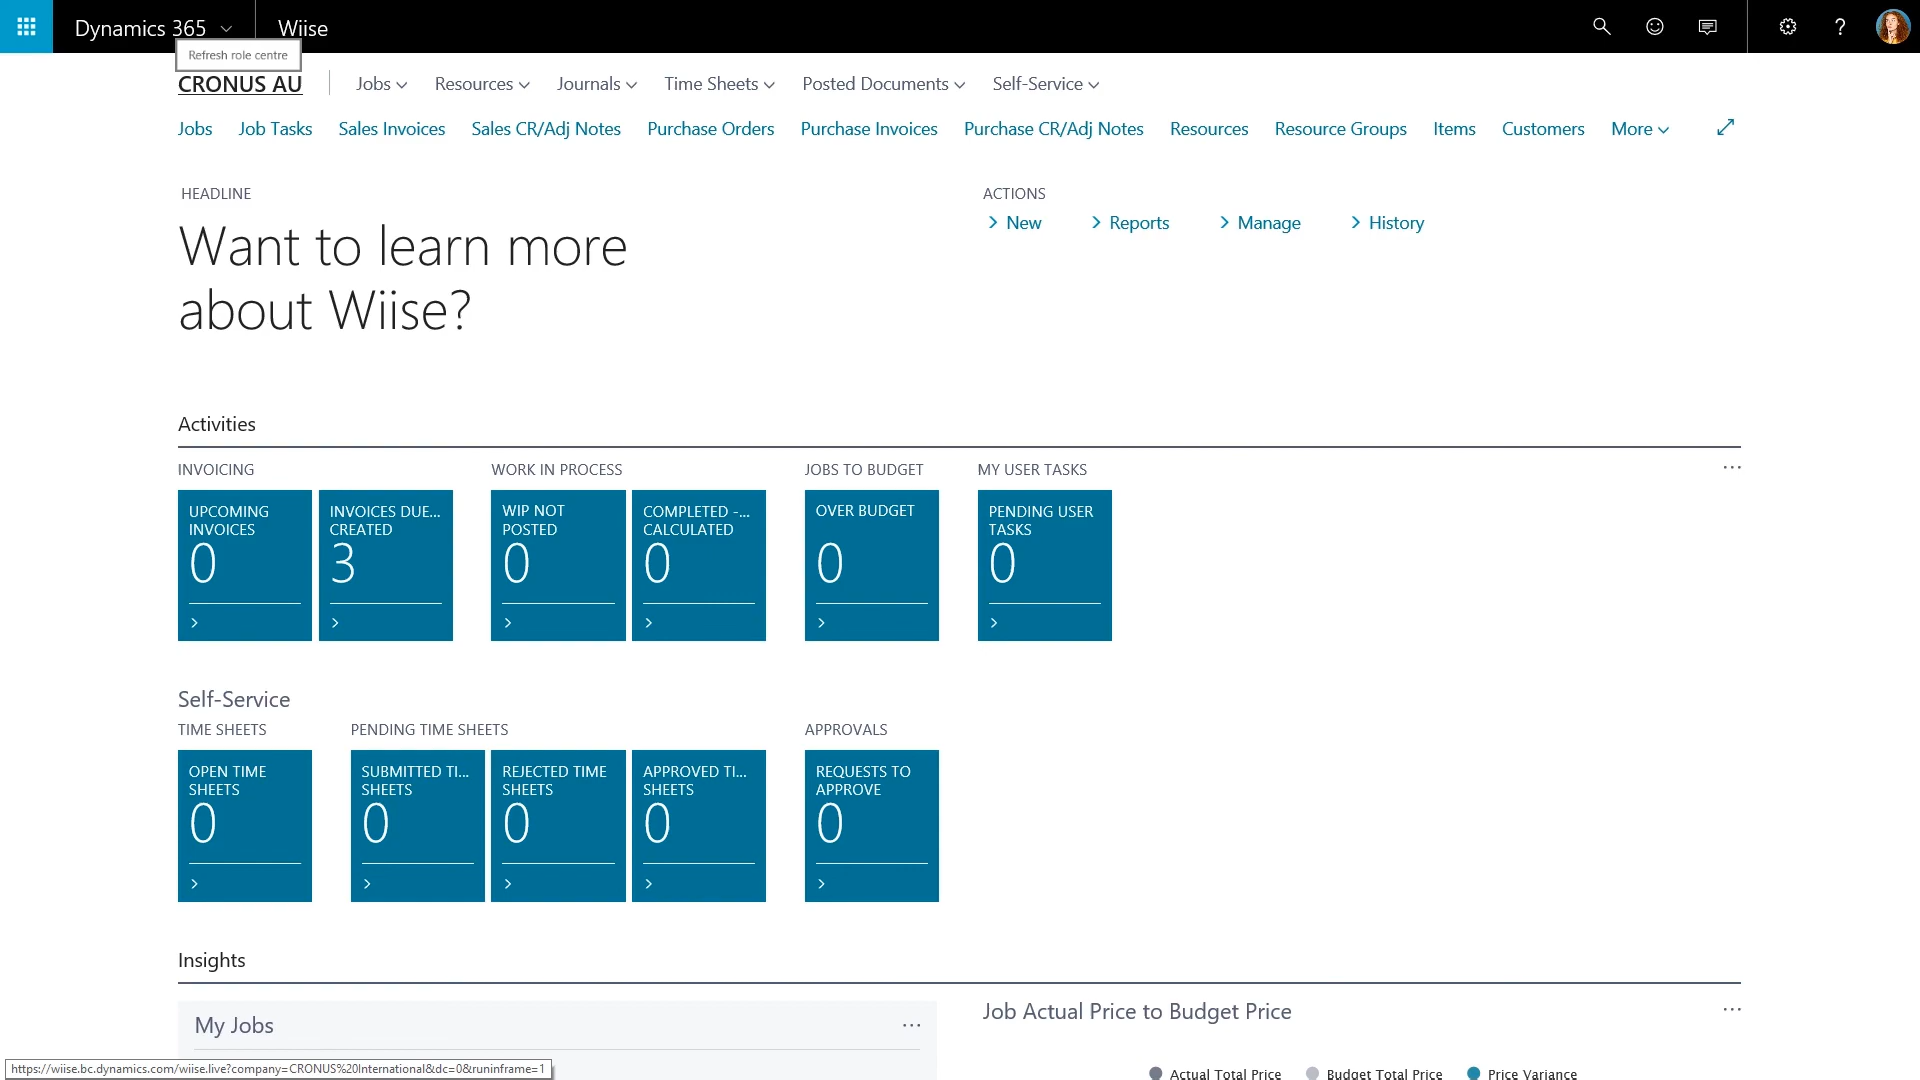 Dynamics 365
Wiise
Refresh role centre
CRONUS AU
Jobs
Resources
Journals
Time Sheets
Posted Documents
Self-Service
Jobs
Job Tasks
Sales Invoices
Sales CR/Adj Notes
Purchase Orders
Purchase Invoices
Purchase CR/Adj Notes
Resources
Resource Groups
Items
Customers
More
HEADLINE
Want to learn more
about Wiise?
ACTIONS
New
Reports
Manage
History
Activities
INVOICING
WORK IN PROCESS
JOBS TO BUDGET
MY USER TASKS
UPCOMING
INVOICES
0
INVOICES DUE...
CREATED
3
WIP NOT
POSTED
0
COMPLETED -...
CALCULATED
0
OVER BUDGET
0
PENDING USER
TASKS
0
Self-Service
TIME SHEETS
PENDING TIME SHEETS
APPROVALS
OPEN TIME
SHEETS
0
SUBMITTED TI...
SHEETS
0
REJECTED TIME
SHEETS
0
APPROVED TI...
SHEETS
0
REQUESTS TO
APPROVE
0
Insights
My Jobs
Job Actual Price to Budget Price
Actual Total Price
Budget Total Price
Price Variance
https://wiise.bc.dynamics.com/wiise.live?company=CRONUS%20International&dc=0&runinframe=1